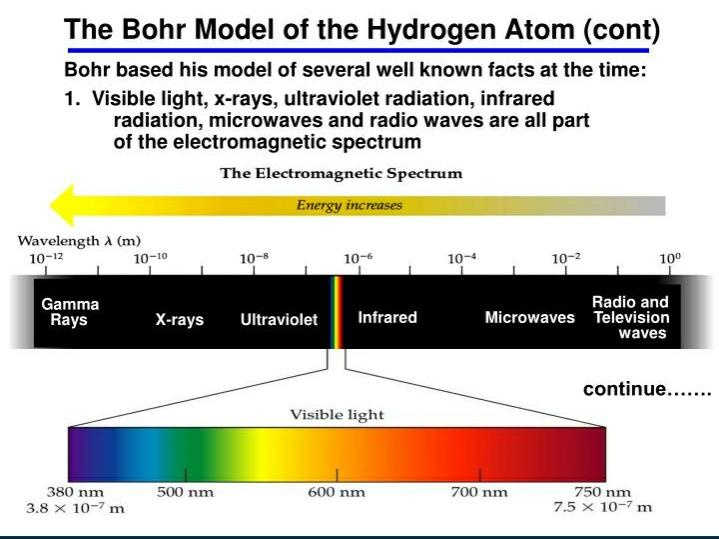 The Bohr Model of the Hydrogen Atom (cont)
Bohr based his model of several well known facts at the time:
1. Visible light, x-rays, ultraviolet radiation, infrared
radiation, microwaves and radio waves are all part
of the electromagnetic spectrum
The Electromagnetic Spectrum
Energy increases
Wavelength λ (m)
10⁻¹² 10⁻¹⁰ 10⁻⁸ 10⁻⁶ 10⁻⁴ 10⁻² 10⁰
Gamma
Rays
X-rays
Ultraviolet
Infrared
Microwaves
Radio and
Television
waves
continue…….
Visible light
380 nm 500 nm 600 nm 700 nm 750 nm
3.8 × 10⁻⁷ m 7.5 × 10⁻⁷ m